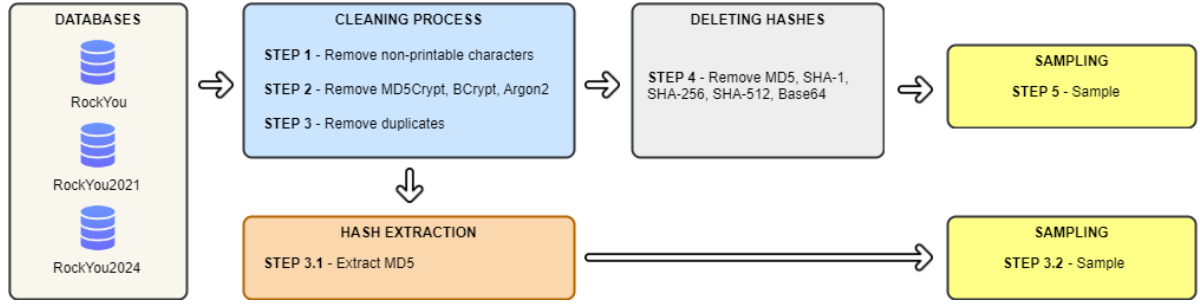 DATABASES
RockYou
RockYou2021
RockYou2024
CLEANING PROCESS
STEP 1 - Remove non-printable characters
STEP 2 - Remove MD5Crypt, BCrypt, Argon2
STEP 3 - Remove duplicates
DELETING HASHES
STEP 4 - Remove MD5, SHA-1,
SHA-256, SHA-512, Base64
SAMPLING
STEP 5 - Sample
HASH EXTRACTION
STEP 3.1 - Extract MD5
SAMPLING
STEP 3.2 - Sample